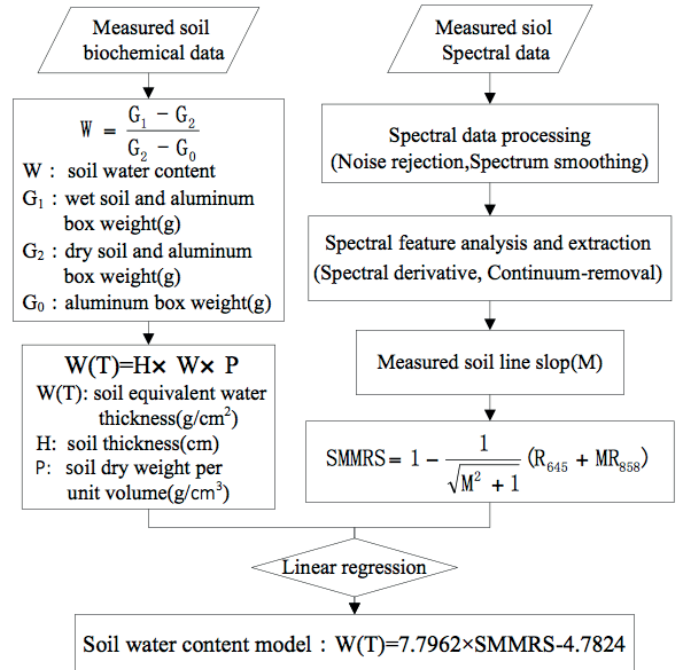 Measured soil
biochemical data
W = (G₁ − G₂) / (G₂ − G₀)
W : soil water content
G₁ : wet soil and aluminum
box weight(g)
G₂ : dry soil and aluminum
box weight(g)
G₀ : aluminum box weight(g)
W(T)=H× W× P
W(T): soil equivalent water
thickness(g/cm²)
H: soil thickness(cm)
P: soil dry weight per
unit volume(g/cm³)
Measured siol
Spectral data
Spectral data processing
(Noise rejection,Spectrum smoothing)
Spectral feature analysis and extraction
(Spectral derivative, Continuum-removal)
Measured soil line slop(M)
SMMRS = 1 − 1/√(M² + 1) (R₆₄₅ + MR₈₅₈)
Linear regression
Soil water content model : W(T)=7.7962×SMMRS-4.7824